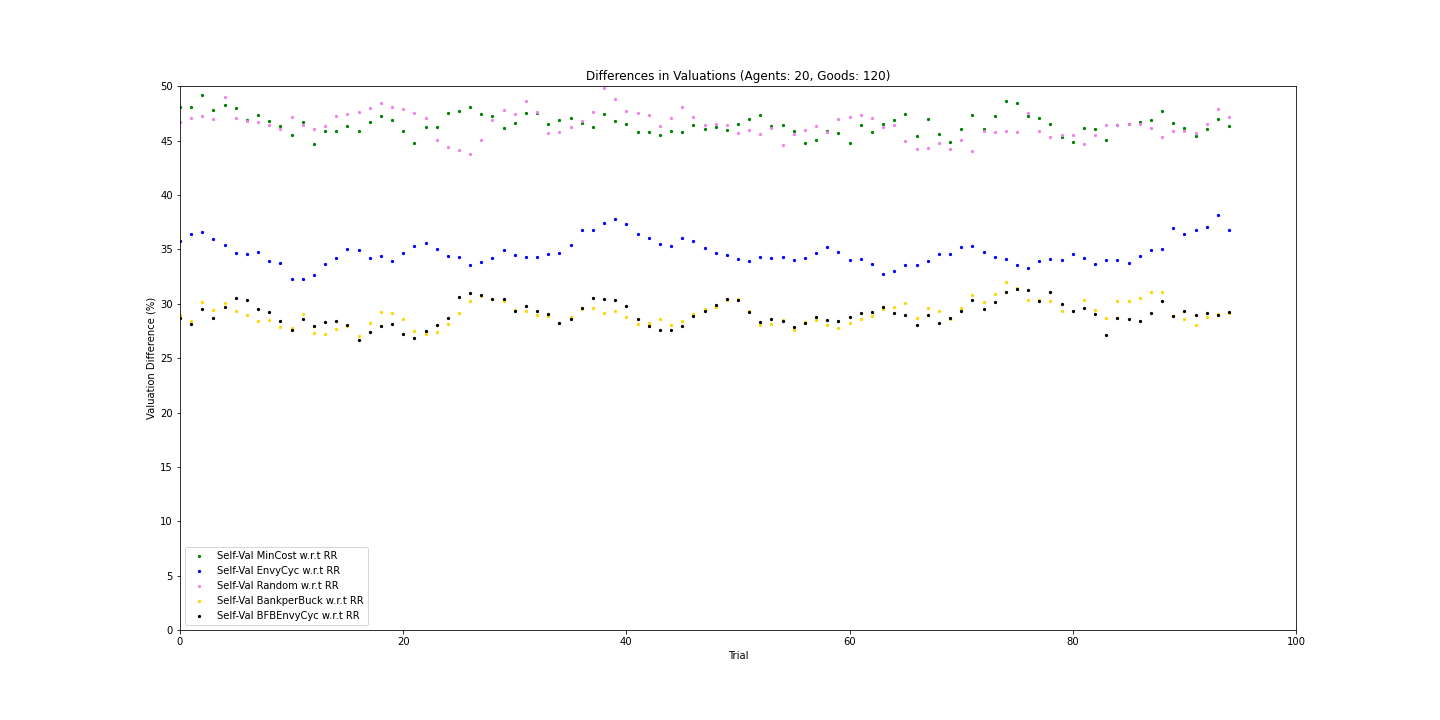 Differences in Valuations (Agents: 20, Goods: 120)
50
45
40
35
30
25
20
15
10
5
0
Valuation Difference (%)
Self-Val MinCost w.r.t RR
Self-Val EnvyCyc w.r.t RR
Self-Val Random w.r.t RR
Self-Val BankperBuck w.r.t RR
Self-Val BFBEnvyCyc w.r.t RR
0 20 40 60 80 100
Trial